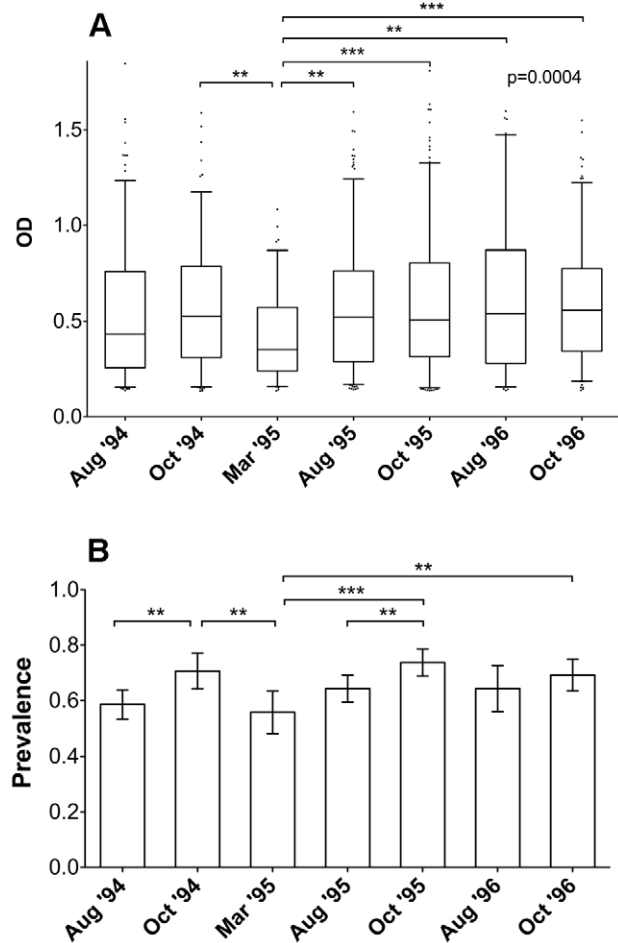 A
***
**
***
** **
p=0.0004
1.5
1.0
0.5
0.0
OD
Aug '94 Oct '94 Mar '95 Aug '95 Oct '95 Aug '96 Oct '96
B
**
***
** ** **
1.0
0.8
0.6
0.4
0.2
0.0
Prevalence
Aug '94 Oct '94 Mar '95 Aug '95 Oct '95 Aug '96 Oct '96